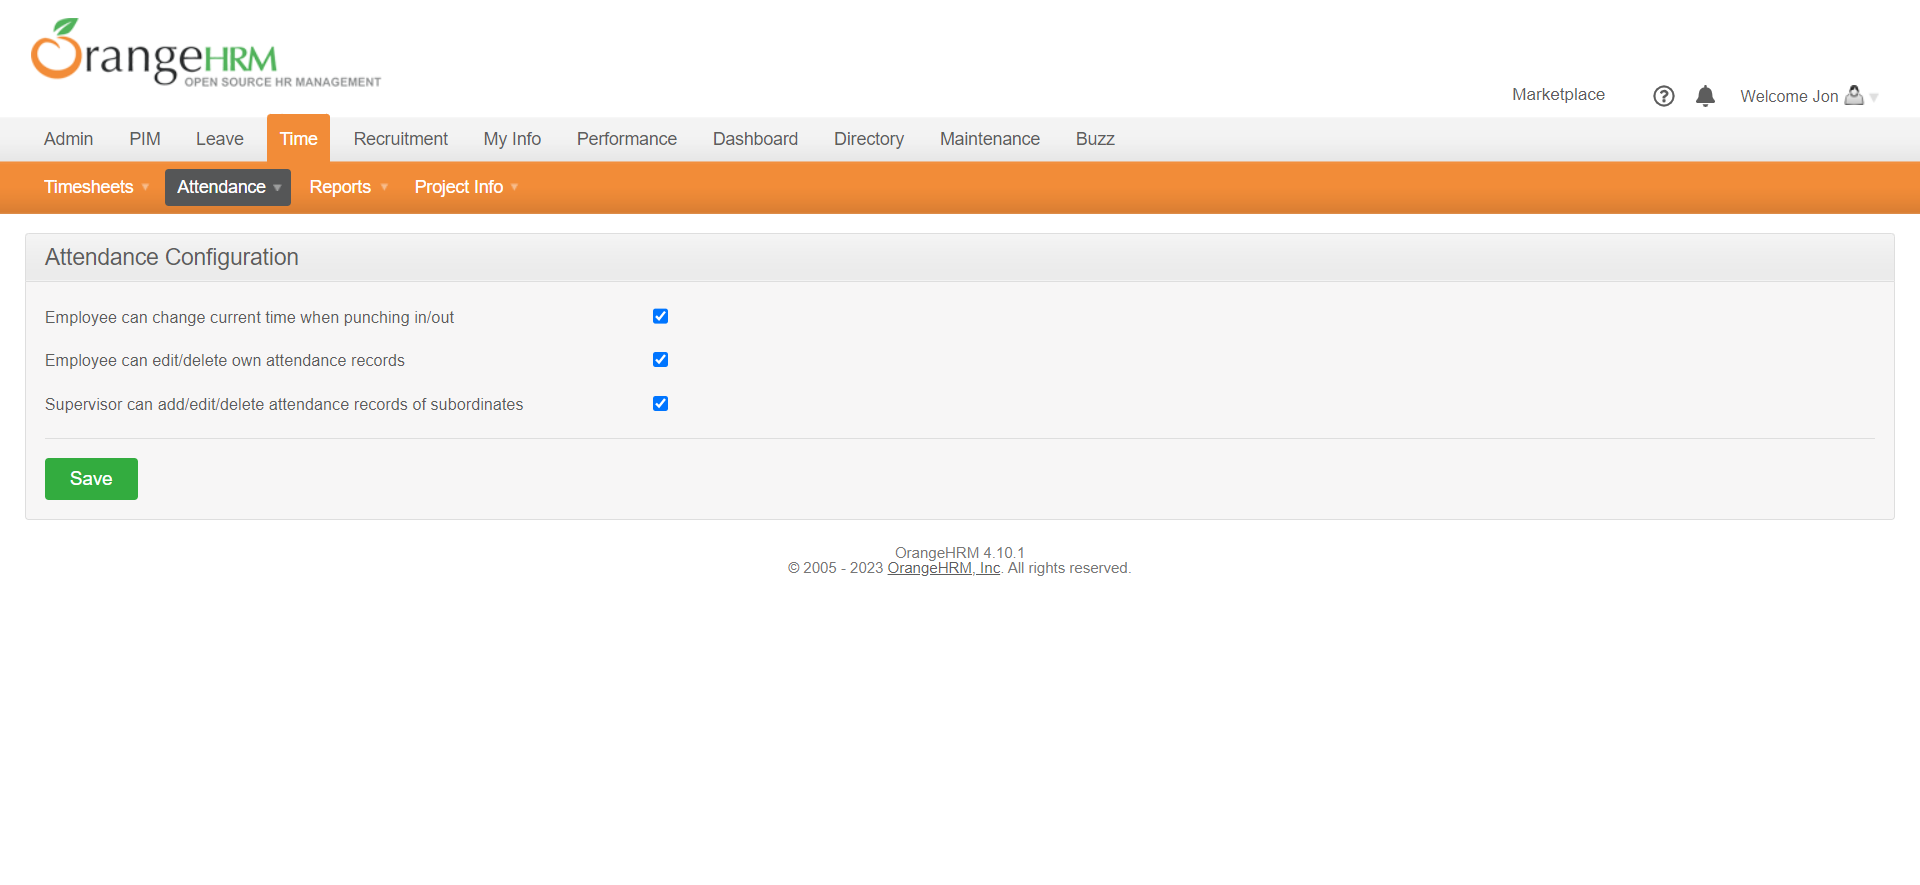 OrangeHRM
OPEN SOURCE HR MANAGEMENT
Marketplace
Welcome Jon
Admin PIM Leave Time Recruitment My Info Performance Dashboard Directory Maintenance Buzz
Timesheets Attendance Reports Project Info
Attendance Configuration
Employee can change current time when punching in/out
Employee can edit/delete own attendance records
Supervisor can add/edit/delete attendance records of subordinates
Save
OrangeHRM 4.10.1
© 2005 - 2023 OrangeHRM, Inc. All rights reserved.